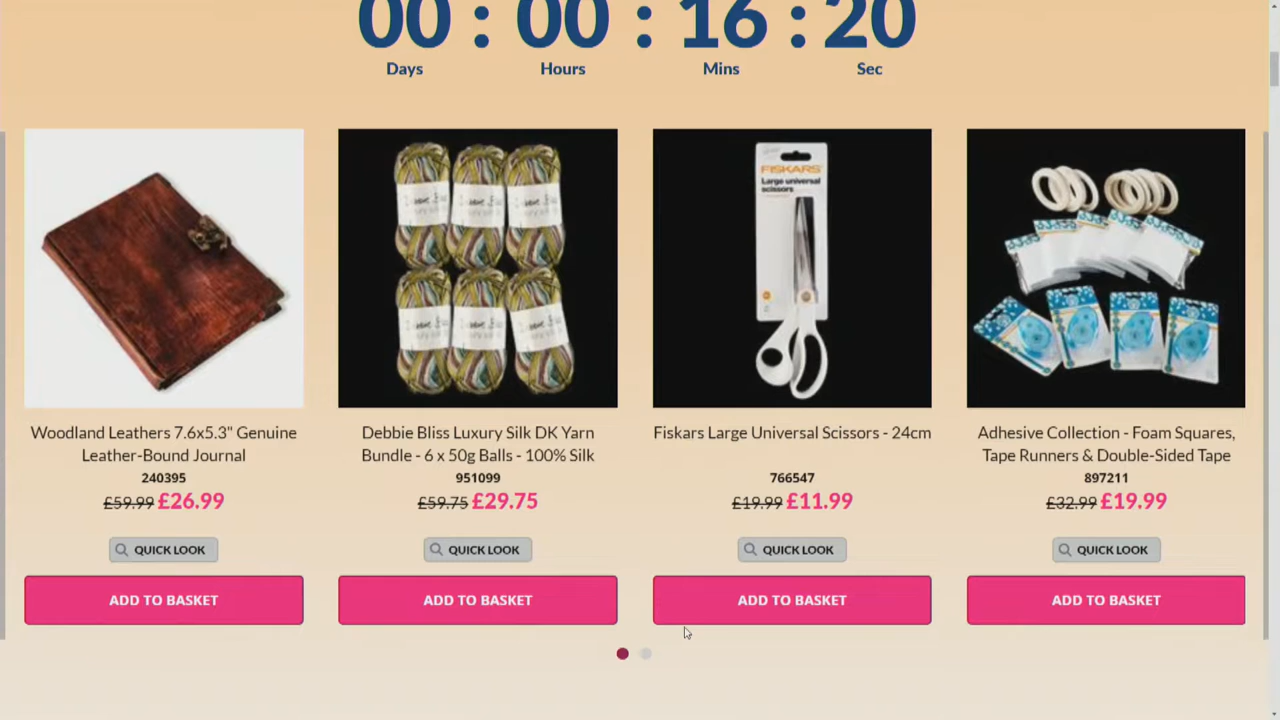 00 : 00 : 16 : 20
Days Hours Mins Sec
FISKARS
Large universal
scissors
Woodland Leathers 7.6x5.3" Genuine
Leather-Bound Journal
240395
£59.99 £26.99
QUICK LOOK
ADD TO BASKET
Debbie Bliss Luxury Silk DK Yarn
Bundle - 6 x 50g Balls - 100% Silk
951099
£59.75 £29.75
QUICK LOOK
ADD TO BASKET
Fiskars Large Universal Scissors - 24cm
766547
£19.99 £11.99
QUICK LOOK
ADD TO BASKET
Adhesive Collection - Foam Squares,
Tape Runners & Double-Sided Tape
897211
£32.99 £19.99
QUICK LOOK
ADD TO BASKET